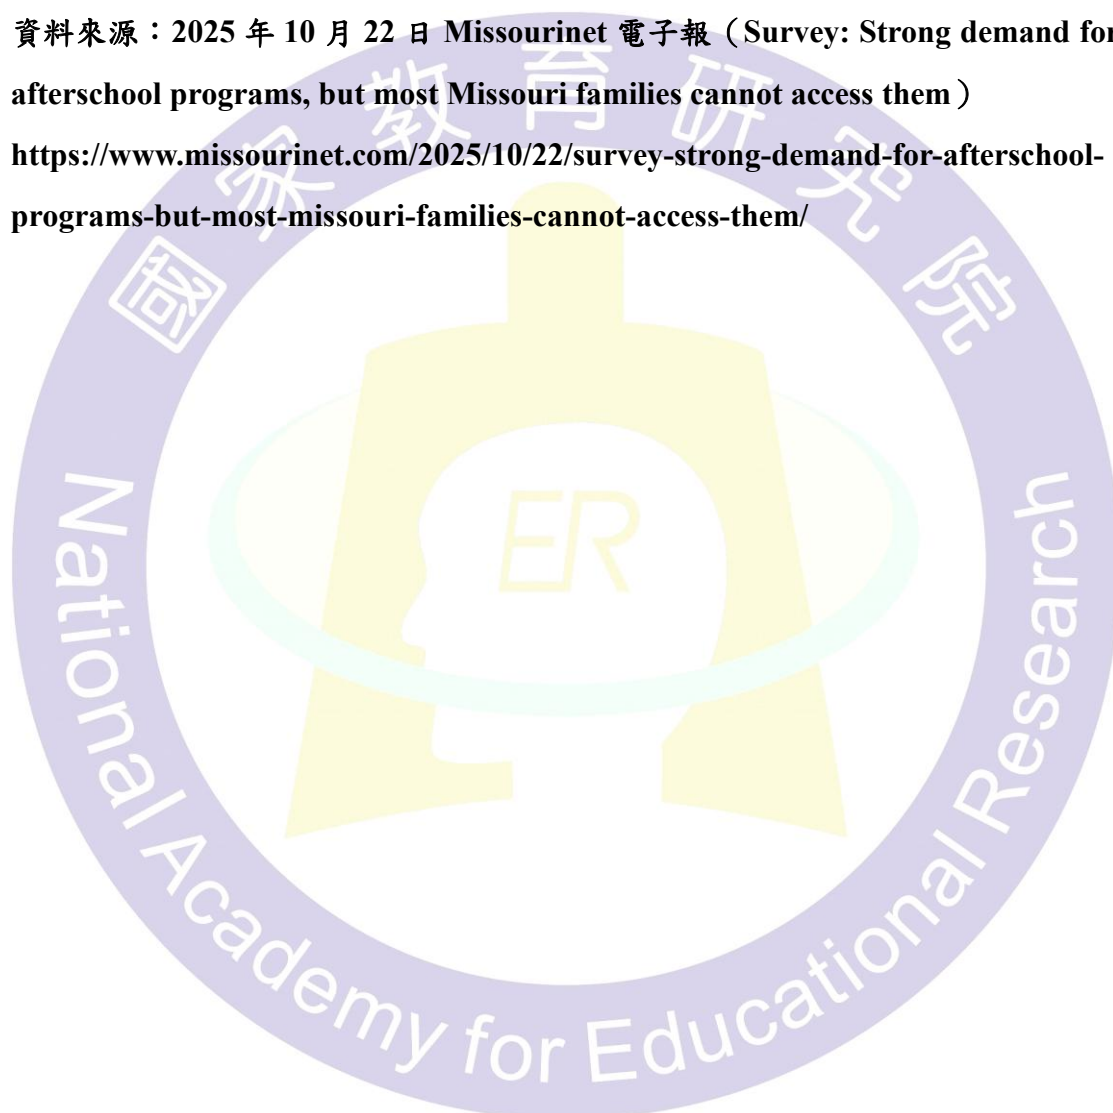 資料來源：2025 年 10 月 22 日 Missourinet 電子報（Survey: Strong demand for
afterschool programs, but most Missouri families cannot access them）
https://www.missourinet.com/2025/10/22/survey-strong-demand-for-afterschool-
programs-but-most-missouri-families-cannot-access-them/
國家教育研究院
ER
National Academy for Educational Research